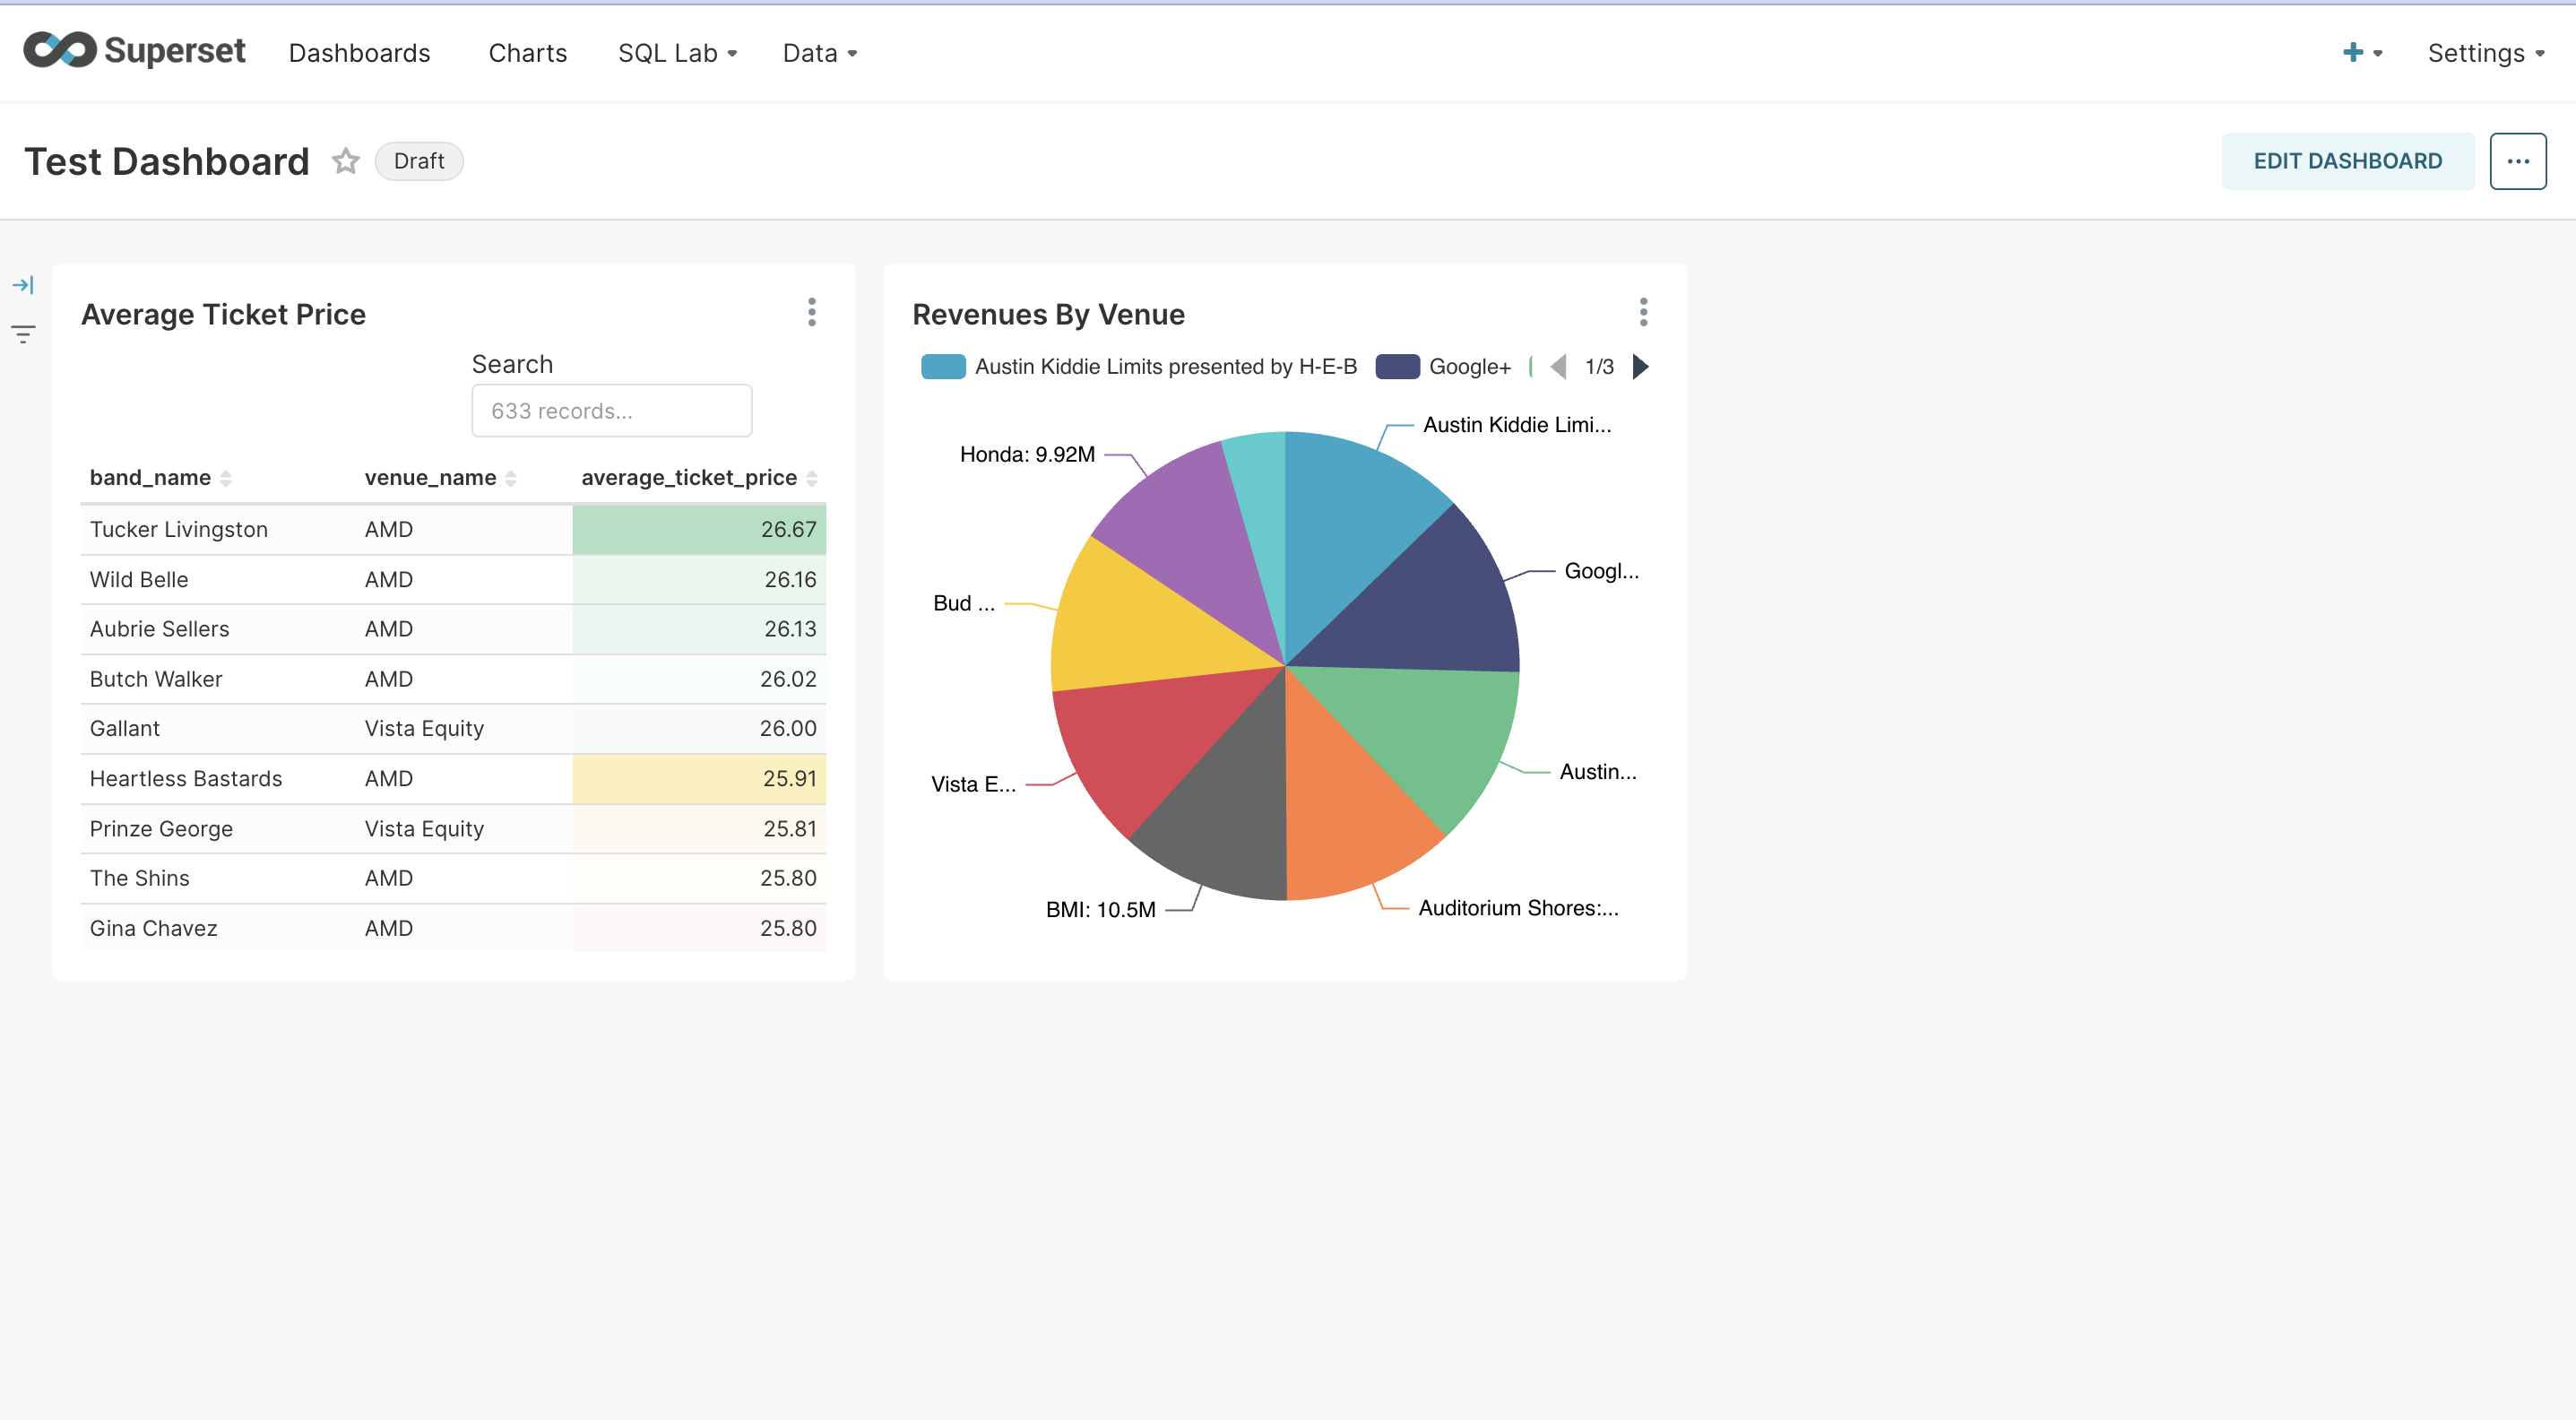 Superset Dashboards Charts SQL Lab Data + Settings
Test Dashboard Draft EDIT DASHBOARD ...
Average Ticket Price
Search
633 records...
band_name venue_name average_ticket_price
Tucker Livingston AMD 26.67
Wild Belle AMD 26.16
Aubrie Sellers AMD 26.13
Butch Walker AMD 26.02
Gallant Vista Equity 26.00
Heartless Bastards AMD 25.91
Prinze George Vista Equity 25.81
The Shins AMD 25.80
Gina Chavez AMD 25.80
Revenues By Venue
Austin Kiddie Limits presented by H-E-B Google+ 1/3
Austin Kiddie Limi...
Honda: 9.92M
Googl...
Bud ...
Austin...
Vista E...
Auditorium Shores:...
BMI: 10.5M